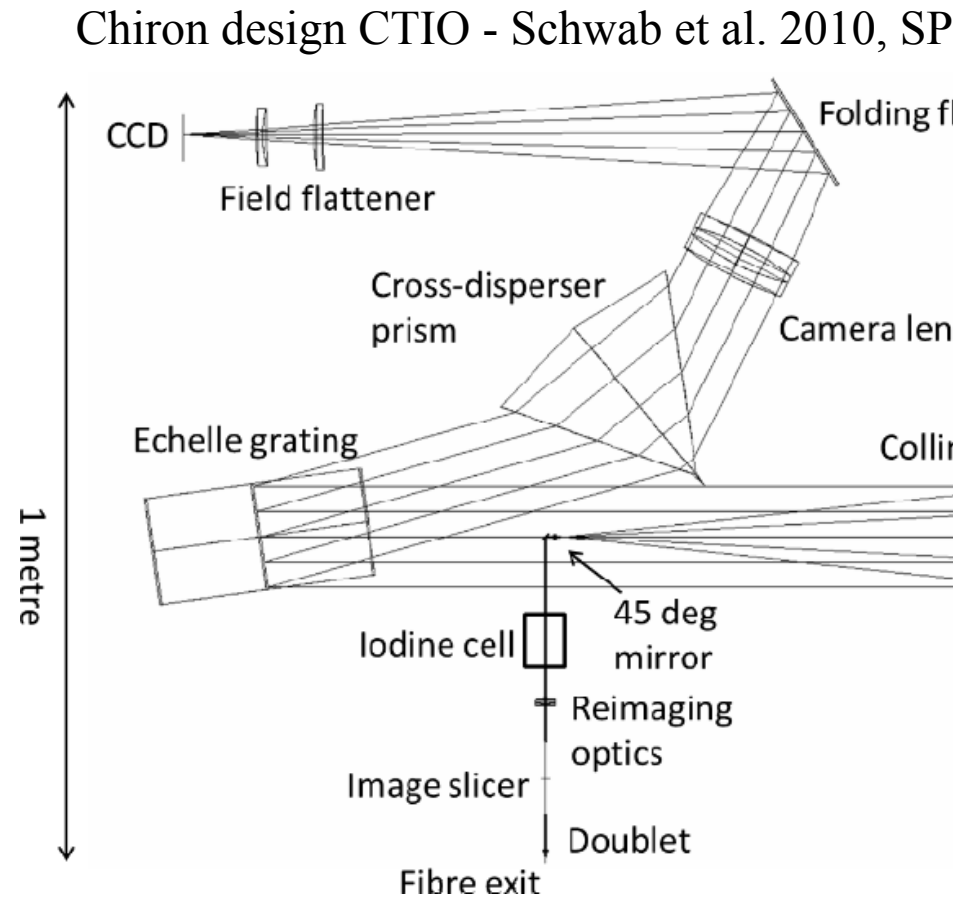 Chiron design CTIO - Schwab et al. 2010, SP
CCD
Folding fl
Field flattener
Cross-disperser
prism
Camera len
Echelle grating
Collin
1 metre
45 deg
mirror
Iodine cell
Reimaging
optics
Image slicer
Doublet
Fibre exit